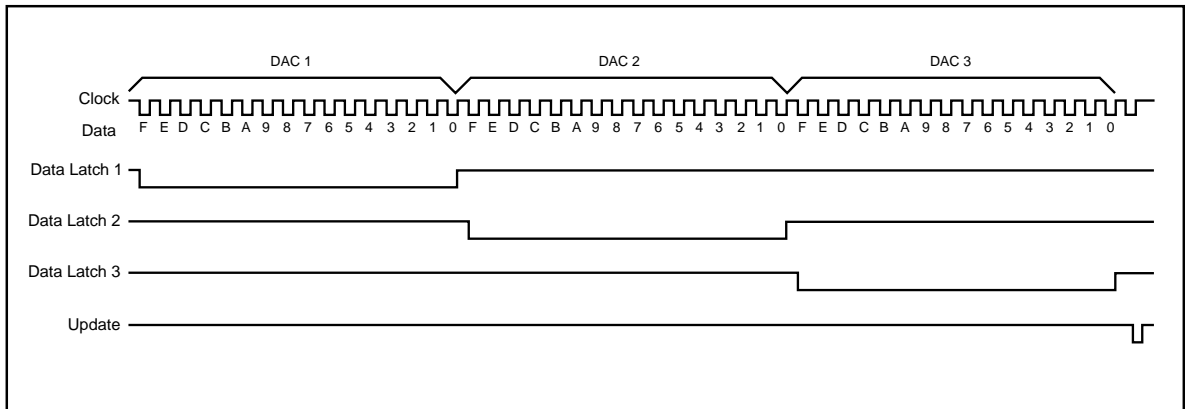 DAC 1 DAC 2 DAC 3
Clock
Data F E D C B A 9 8 7 6 5 4 3 2 1 0 F E D C B A 9 8 7 6 5 4 3 2 1 0 F E D C B A 9 8 7 6 5 4 3 2 1 0
Data Latch 1
Data Latch 2
Data Latch 3
Update